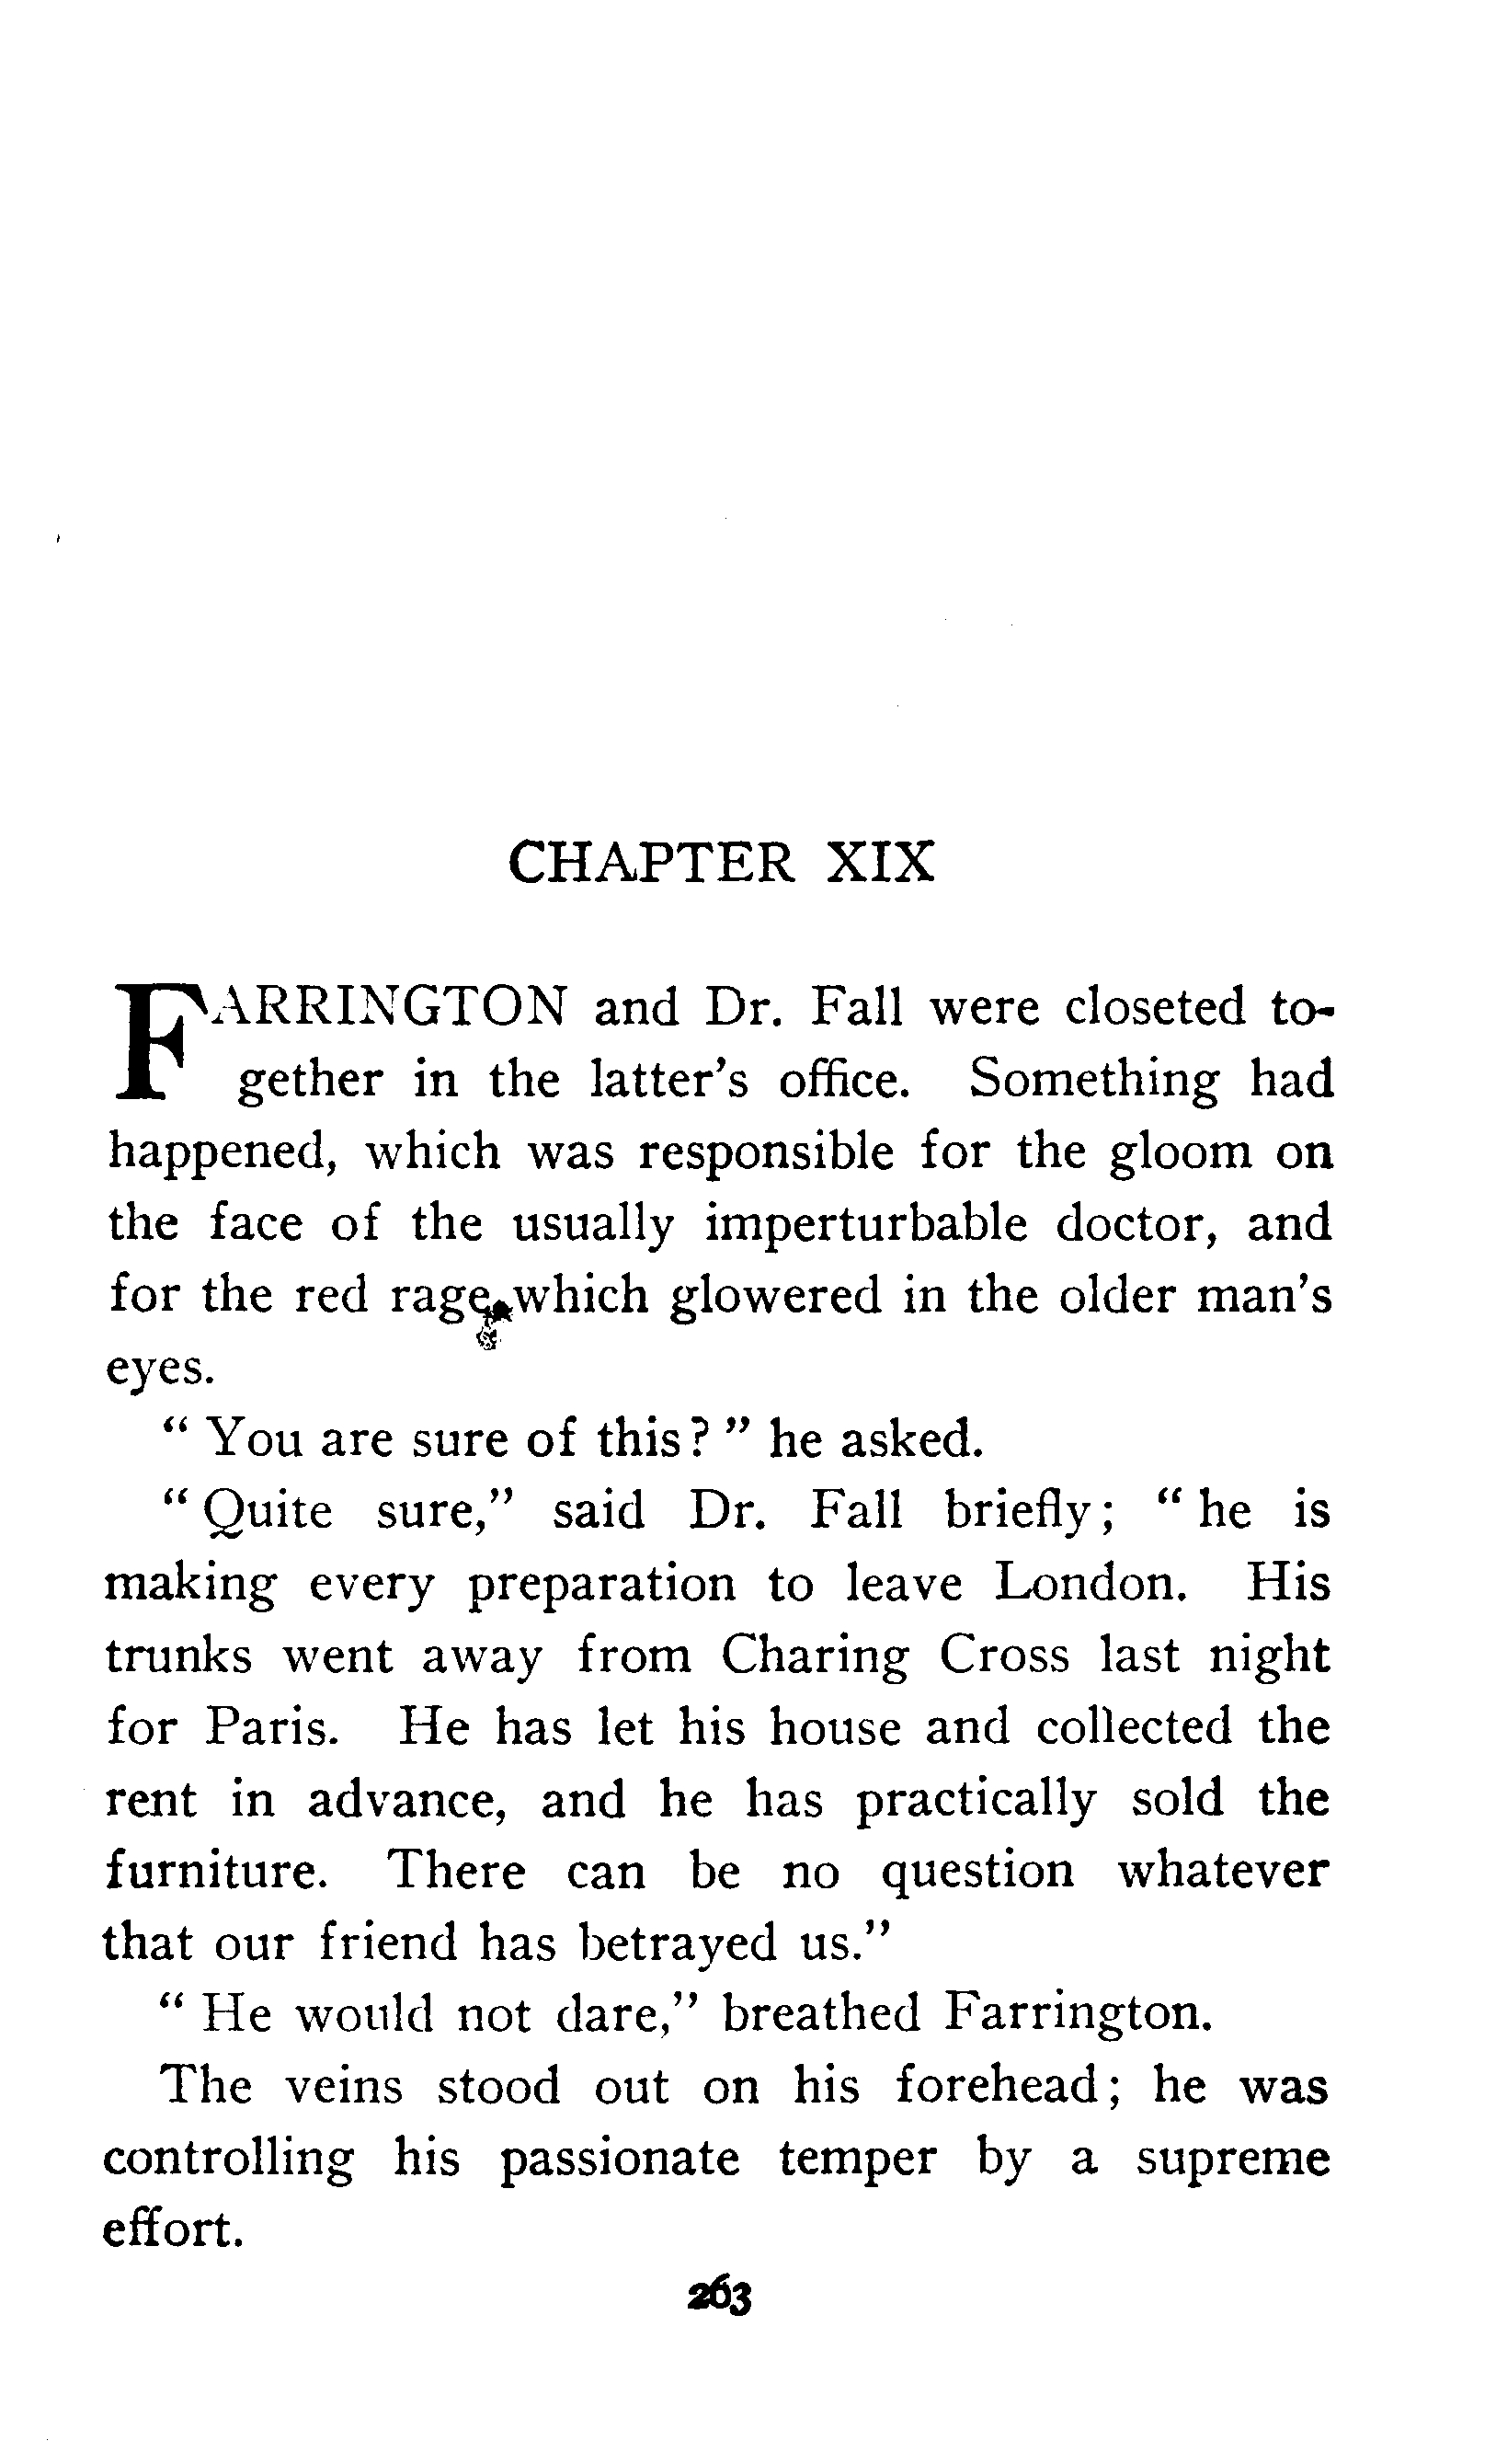 CHAPTER XIX
FARRINGTON and Dr. Fall were closeted to-
gether in the latter's office. Something had
happened, which was responsible for the gloom on
the face of the usually imperturbable doctor, and
for the red rage which glowered in the older man's
eyes.
" You are sure of this ? " he asked.
" Quite sure," said Dr. Fall briefly ; " he is
making every preparation to leave London. His
trunks went away from Charing Cross last night
for Paris. He has let his house and collected the
rent in advance, and he has practically sold the
furniture. There can be no question whatever
that our friend has betrayed us."
" He would not dare," breathed Farrington.
The veins stood out on his forehead ; he was
controlling his passionate temper by a supreme
effort.
263